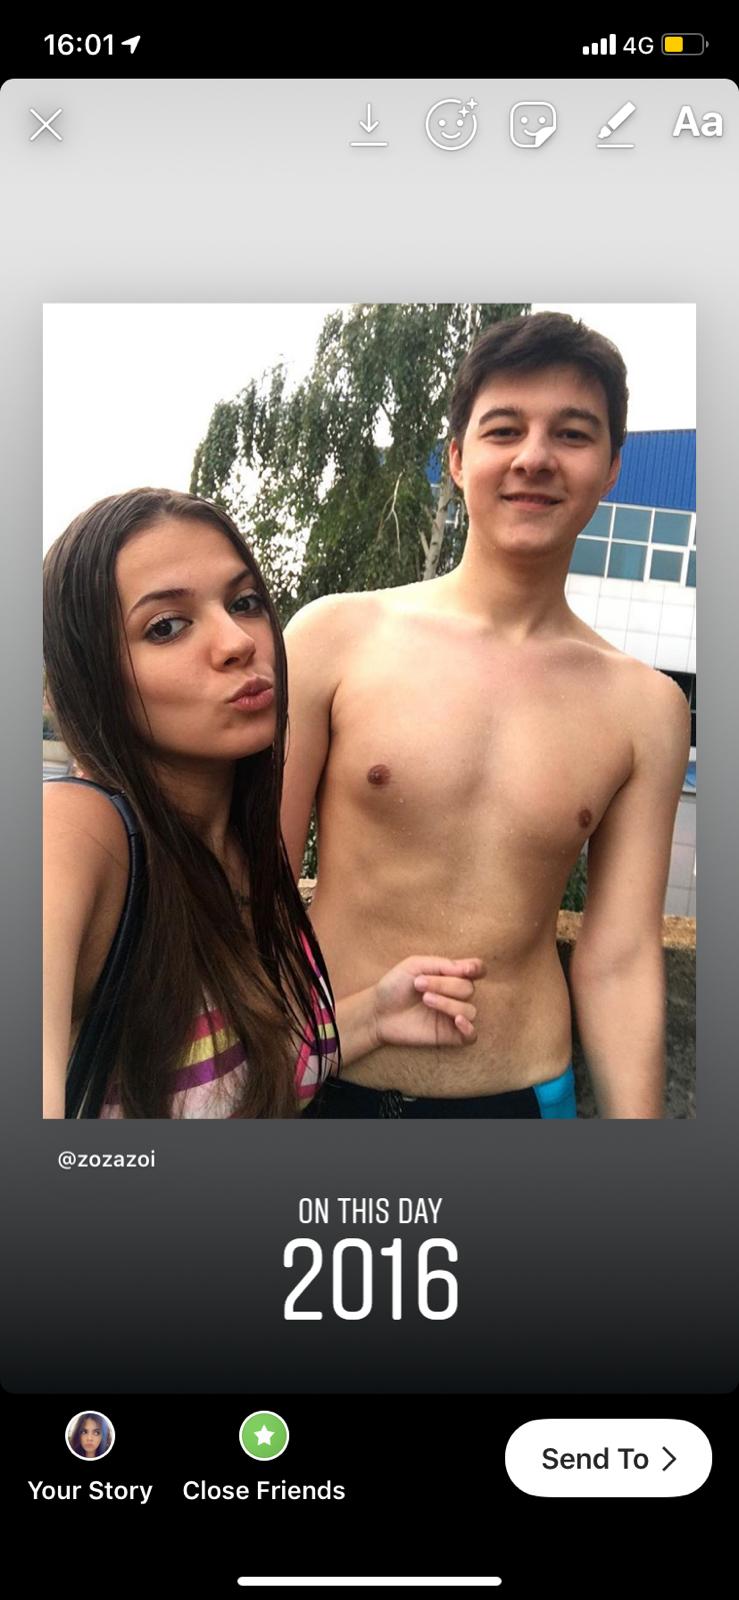 16:01
4G
Aa
@zozazoi
ON THIS DAY
2016
Your Story
Close Friends
Send To